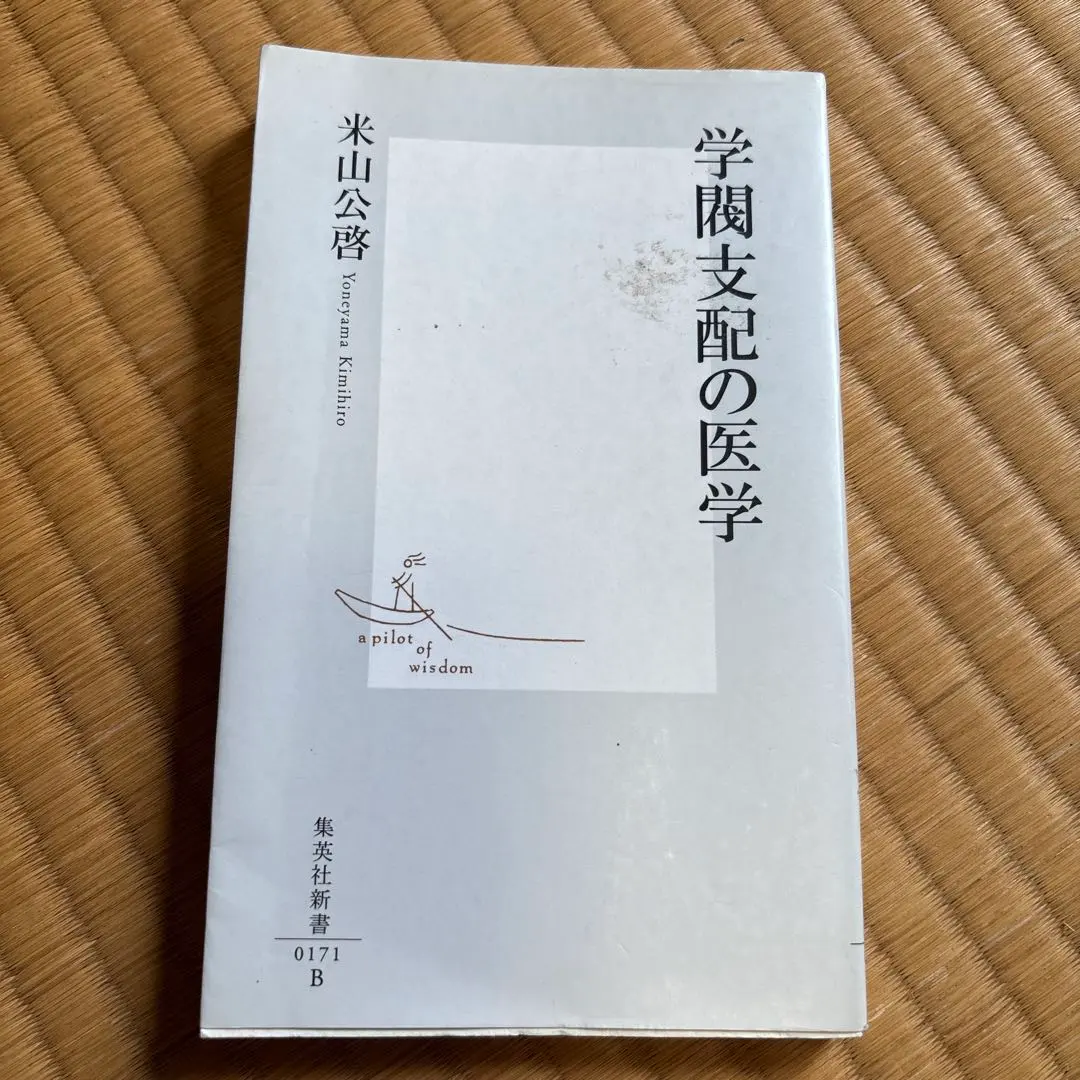 学閥支配の医学
米山公啓
Yoneyama Kimihiro
a pilot
of
wisdom
集英社新書
0171
B